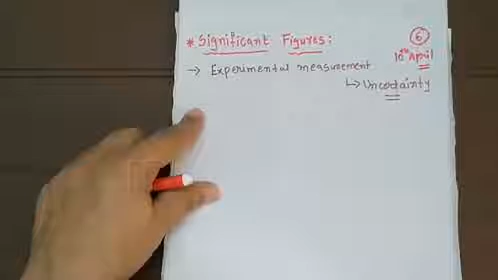 * Significant Figures:
6
10th April
→ Experimental measurement
↳ Uncertainty